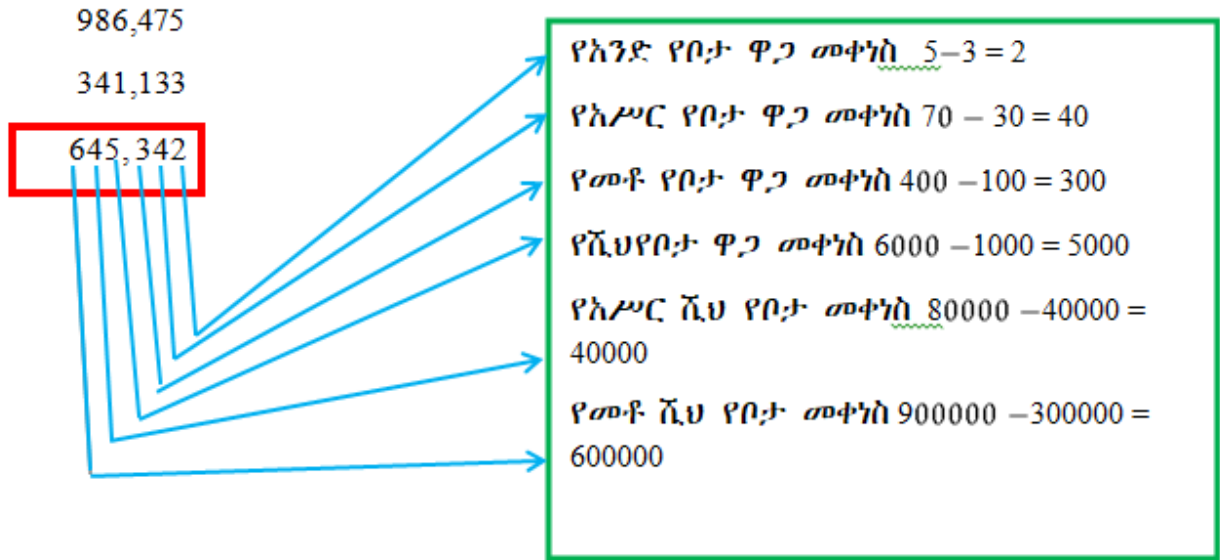 986,475
341,133
645,342
የአንድ የቦታ ዋጋ መቀነስ 5–3 = 2
የአሥር የቦታ ዋጋ መቀነስ 70 – 30 = 40
የመቶ የቦታ ዋጋ መቀነስ 400 –100 = 300
የሺህየቦታ ዋጋ መቀነስ 6000 –1000 = 5000
የአሥር ሺህ የቦታ መቀነስ 80000 –40000 =
40000
የመቶ ሺህ የቦታ መቀነስ 900000 –300000 =
600000